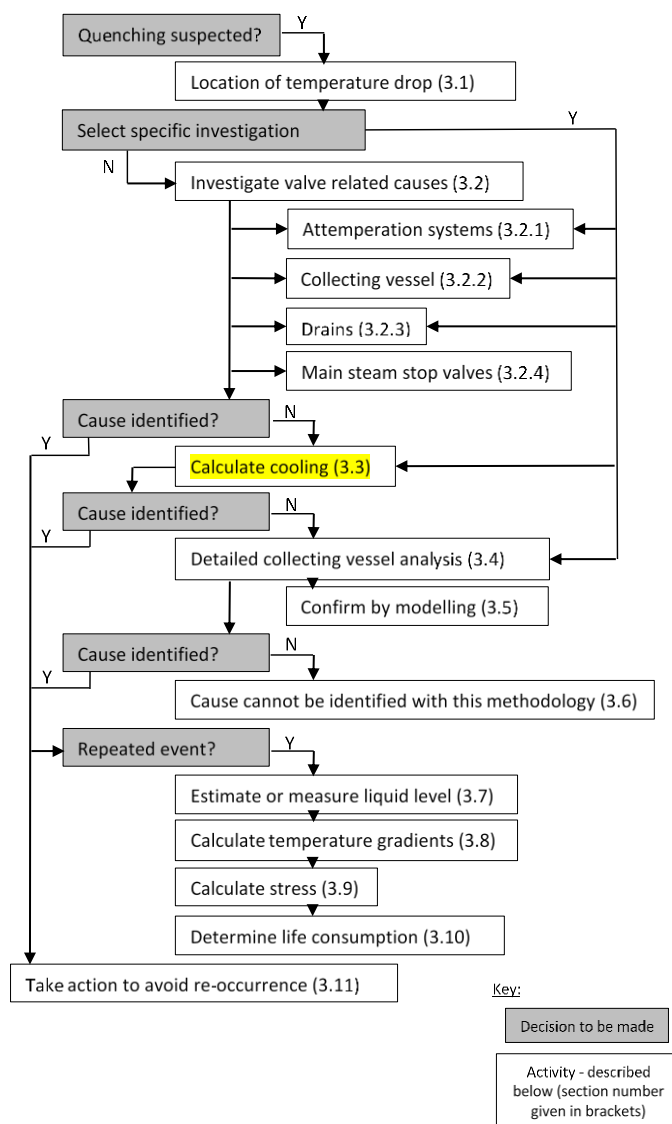 Quenching suspected?
Y
Location of temperature drop (3.1)
Select specific investigation
Y
N
Investigate valve related causes (3.2)
Attemperation systems (3.2.1)
Collecting vessel (3.2.2)
Drains (3.2.3)
Main steam stop valves (3.2.4)
Cause identified?
N
Y
Calculate cooling (3.3)
Cause identified?
N
Y
Detailed collecting vessel analysis (3.4)
Confirm by modelling (3.5)
Cause identified?
N
Y
Cause cannot be identified with this methodology (3.6)
Repeated event?
Y
Estimate or measure liquid level (3.7)
Calculate temperature gradients (3.8)
Calculate stress (3.9)
Determine life consumption (3.10)
Take action to avoid re-occurrence (3.11)
Key:
Decision to be made
Activity - described
below (section number
given in brackets)